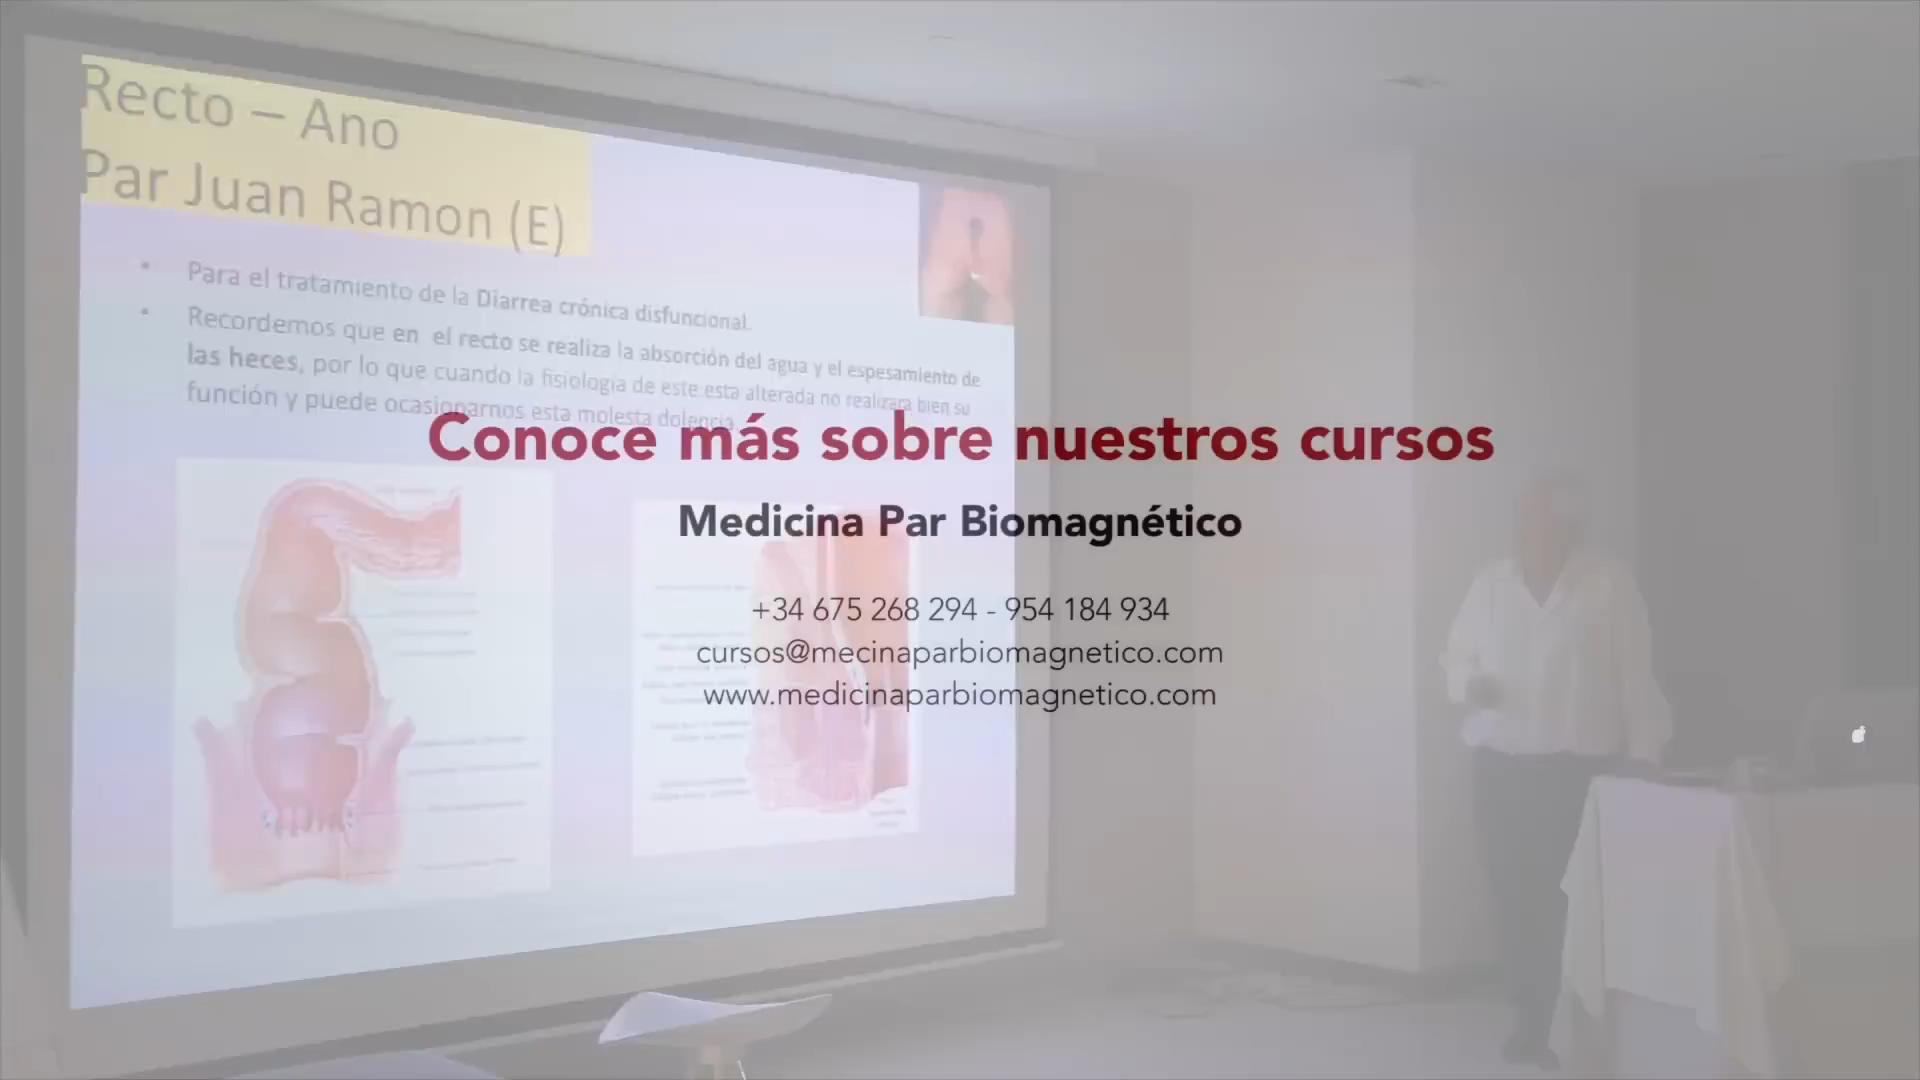 Recto – Ano
Par Juan Ramon (E)
• Para el tratamiento de la Diarrea crónica disfuncional.
• Recordemos que en el recto se realiza la absorción del agua y el espesamiento de
las heces, por lo que cuando la fisiologia de este esta alterada no realizara bien su
función y puede ocasionarnos esta molesta dolencia.
Conoce más sobre nuestros cursos
Medicina Par Biomagnético
+34 675 268 294 - 954 184 934
cursos@mecinaparbiomagnetico.com
www.medicinaparbiomagnetico.com